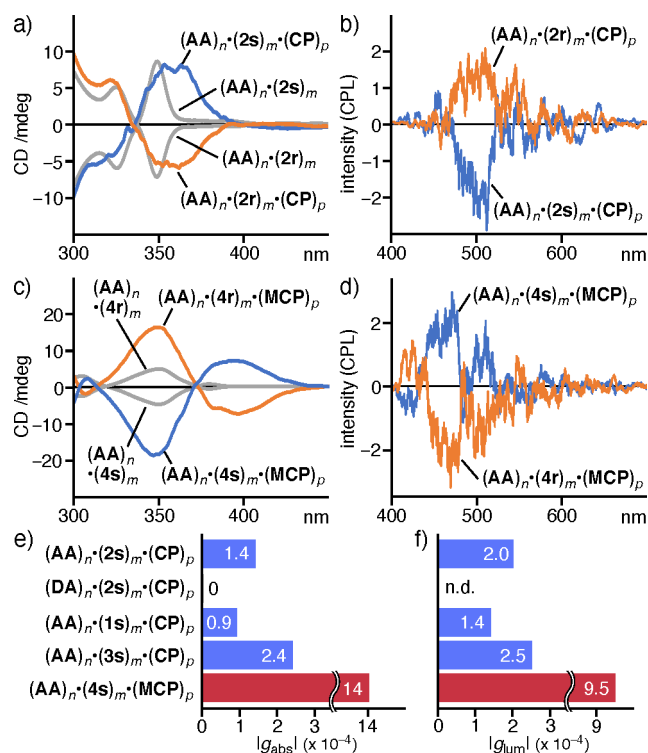 a)
CD /mdeg
10
5
0
−5
−10
(AA)n•(2s)m•(CP)p
(AA)n•(2s)m
(AA)n•(2r)m
(AA)n•(2r)m•(CP)p
300 350 400 nm
b)
intensity (CPL)
2
1
0
−1
−2
(AA)n•(2r)m•(CP)p
(AA)n•(2s)m•(CP)p
400 500 600 nm
c)
CD /mdeg
20
10
0
−10
−20
(AA)n
•(4r)m
(AA)n•(4r)m•(MCP)p
(AA)n
•(4s)m
(AA)n•(4s)m•(MCP)p
300 350 400 nm
d)
intensity (CPL)
2
0
−2
(AA)n•(4s)m•(MCP)p
(AA)n•(4r)m•(MCP)p
400 500 600 nm
e)
(AA)n•(2s)m•(CP)p 1.4
(DA)n•(2s)m•(CP)p 0
(AA)n•(1s)m•(CP)p 0.9
(AA)n•(3s)m•(CP)p 2.4
(AA)n•(4s)m•(MCP)p 14
0 1 2 3 14
|gabs| (x 10−4)
f)
2.0
n.d.
1.4
2.5
9.5
0 1 2 3 9
|glum| (x 10−4)